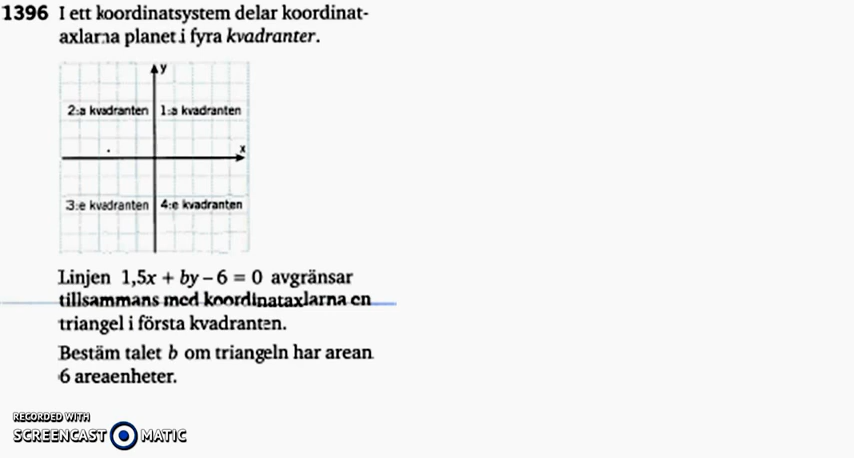 1396 I ett koordinatsystem delar koordinat-
axlarna planet i fyra kvadranter.
y
2:a kvadranten 1:a kvadranten
x
3:e kvadranten 4:e kvadranten
Linjen 1,5x + by – 6 = 0 avgränsar
tillsammans med koordinataxlarna en
triangel i första kvadranten.
Bestäm talet b om triangeln har arean
6 areaenheter.
RECORDED WITH
SCREENCAST MATIC